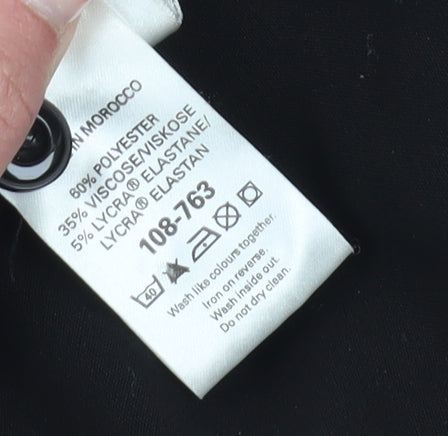 IN MOROCCO
60% POLYESTER
35% VISCOSE/VISKOSE
5% LYCRA® ELASTANE/
LYCRA® ELASTAN
108-763
40
Wash like colours together.
Iron on reverse.
Wash inside out.
Do not dry clean.